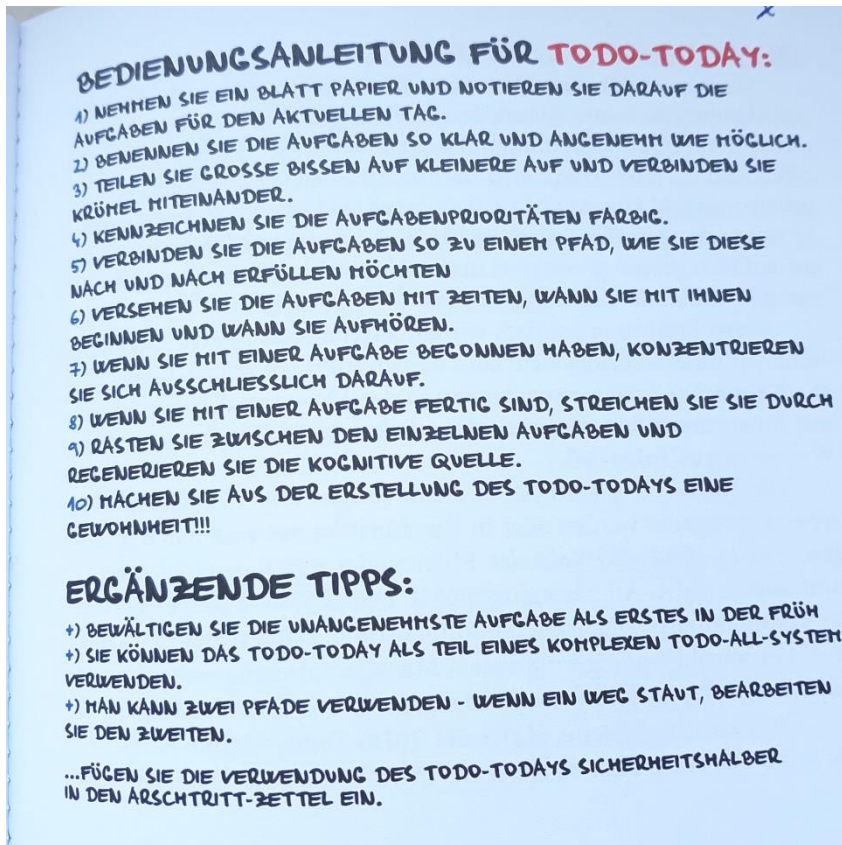 BEDIENUNGSANLEITUNG FÜR TODO-TODAY:
1) NEHMEN SIE EIN BLATT PAPIER UND NOTIEREN SIE DARAUF DIE
AUFGABEN FÜR DEN AKTUELLEN TAG.
2) BENENNEN SIE DIE AUFGABEN SO KLAR UND ANGENEHM WIE MÖGLICH.
3) TEILEN SIE GROSSE BISSEN AUF KLEINERE AUF UND VERBINDEN SIE
KRÜMEL MITEINANDER.
4) KENNZEICHNEN SIE DIE AUFGABENPRIORITÄTEN FARBIG.
5) VERBINDEN SIE DIE AUFGABEN SO ZU EINEM PFAD, WIE SIE DIESE
NACH UND NACH ERFÜLLEN MÖCHTEN
6) VERSEHEN SIE DIE AUFGABEN MIT ZEITEN, WANN SIE MIT IHNEN
BEGINNEN UND WANN SIE AUFHÖREN.
7) WENN SIE MIT EINER AUFGABE BEGONNEN HABEN, KONZENTRIEREN
SIE SICH AUSSCHLIESSLICH DARAUF.
8) WENN SIE MIT EINER AUFGABE FERTIG SIND, STREICHEN SIE SIE DURCH
9) RASTEN SIE ZWISCHEN DEN EINZELNEN AUFGABEN UND
REGENERIEREN SIE DIE KOGNITIVE QUELLE.
10) MACHEN SIE AUS DER ERSTELLUNG DES TODO-TODAYS EINE
GEWOHNHEIT!!!
ERGÄNZENDE TIPPS:
+) BEWÄLTIGEN SIE DIE UNANGENEHMSTE AUFGABE ALS ERSTES IN DER FRÜH
+) SIE KÖNNEN DAS TODO-TODAY ALS TEIL EINES KOMPLEXEN TODO-ALL-SYSTEM
VERWENDEN.
+) MAN KANN ZWEI PFADE VERWENDEN - WENN EIN WEG STAUT, BEARBEITEN
SIE DEN ZWEITEN.
...FÜGEN SIE DIE VERWENDUNG DES TODO-TODAYS SICHERHEITSHALBER
IN DEN ARSCHTRITT-ZETTEL EIN.